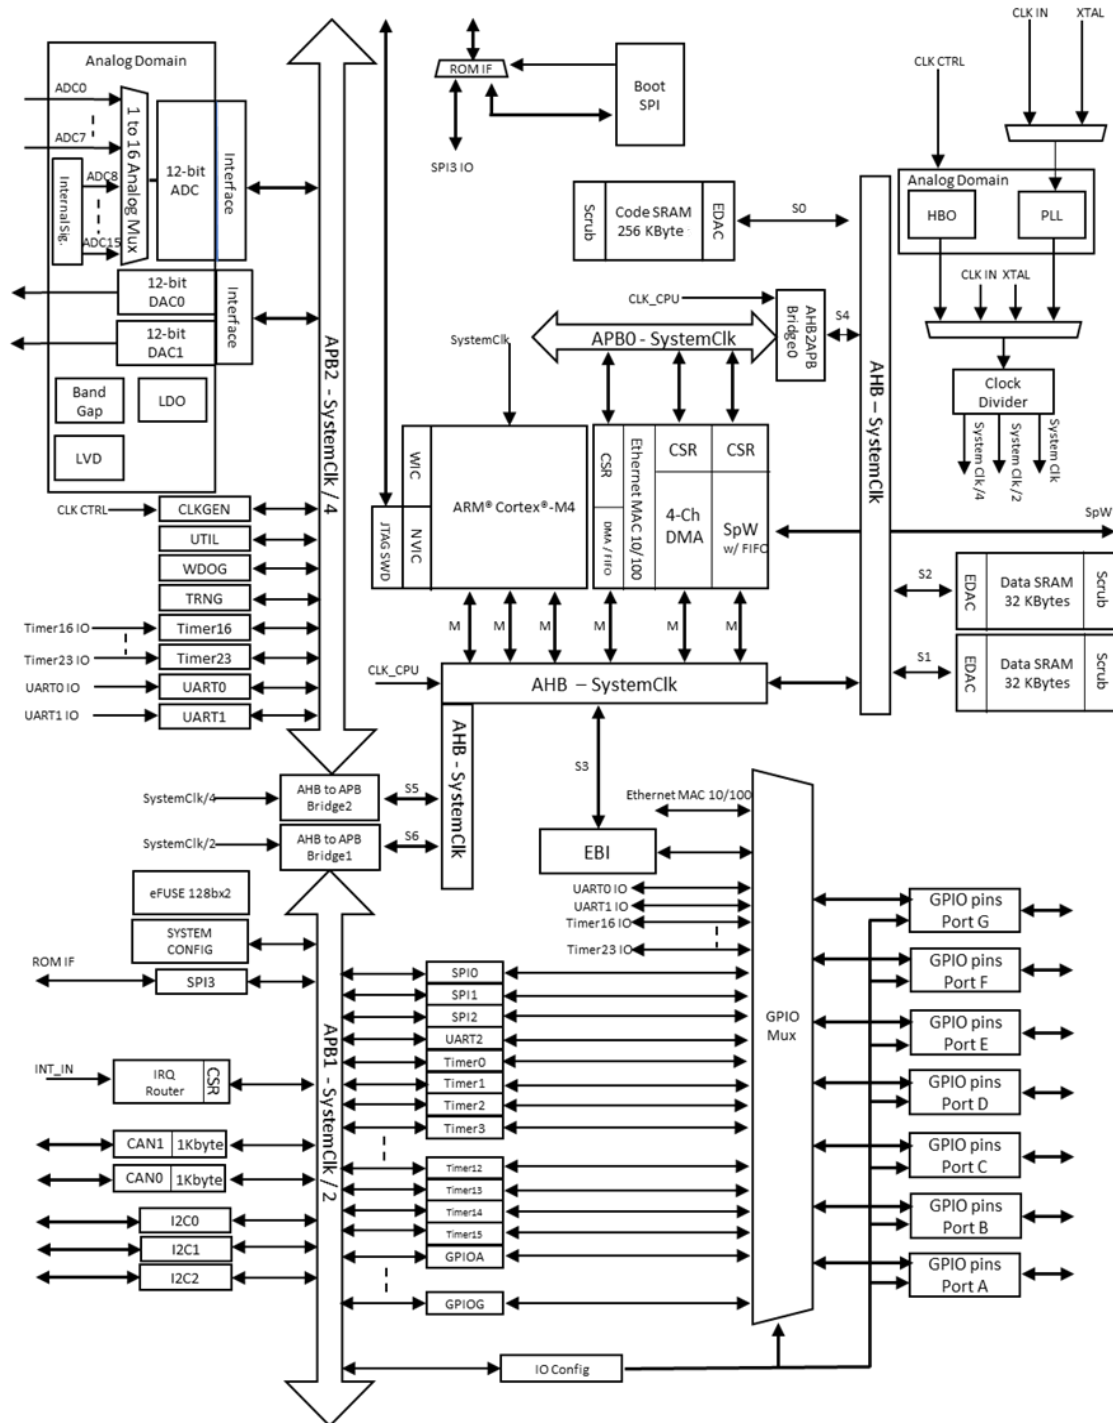 CLK IN
XTAL
Analog Domain
ADC0
ADC7
ADC8
ADC15
Internal Sig.
1 to 16 Analog Mux
12-bit
ADC
Interface
12-bit
DAC0
12-bit
DAC1
Interface
Band
Gap
LDO
LVD
ROM IF
Boot
SPI
SPI3 IO
CLK CTRL
Analog Domain
HBO
PLL
CLK IN XTAL
Clock
Divider
System Clk/4
System Clk/2
System Clk
Scrub
Code SRAM
256 KByte
EDAC
S0
CLK_CPU
APB0 - SystemClk
AHB2APB
Bridge0
S4
AHB – SystemClk
SystemClk
WIC
NVIC
JTAG SWD
ARM® Cortex®-M4
CSR
DMA / FIFO
Ethernet MAC 10/100
CSR
4-Ch
DMA
CSR
SpW
w/ FIFO
SpW
S2
EDAC
Data SRAM
32 KBytes
Scrub
S1
EDAC
Data SRAM
32 KBytes
Scrub
M
M
M
M
M
M
CLK_CPU
AHB – SystemClk
AHB - SystemClk
APB2 - SystemClk / 4
CLK CTRL
CLKGEN
UTIL
WDOG
TRNG
Timer16 IO
Timer16
Timer23 IO
Timer23
UART0 IO
UART0
UART1 IO
UART1
SystemClk/4
AHB to APB
Bridge2
S5
SystemClk/2
AHB to APB
Bridge1
S6
S3
Ethernet MAC 10/100
EBI
UART0 IO
UART1 IO
Timer16 IO
Timer23 IO
eFUSE 128bx2
SYSTEM
CONFIG
ROM IF
SPI3
INT_IN
IRQ
Router
CSR
CAN1
1Kbyte
CAN0
1Kbyte
I2C0
I2C1
I2C2
APB1 - SystemClk / 2
SPI0
SPI1
SPI2
UART2
Timer0
Timer1
Timer2
Timer3
Timer12
Timer13
Timer14
Timer15
GPIOA
GPIOG
IO Config
GPIO
Mux
GPIO pins
Port G
GPIO pins
Port F
GPIO pins
Port E
GPIO pins
Port D
GPIO pins
Port C
GPIO pins
Port B
GPIO pins
Port A